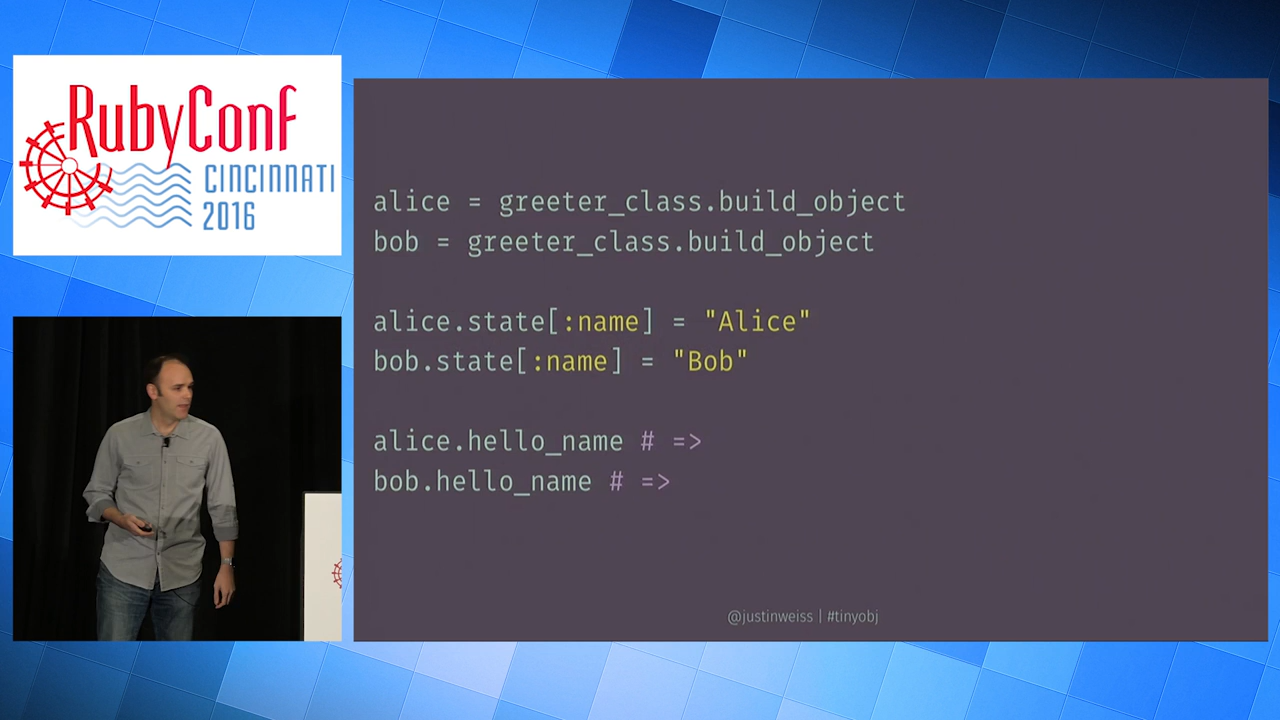 RubyConf
CINCINNATI
2016
alice = greeter_class.build_object
bob = greeter_class.build_object
alice.state[:name] = "Alice"
bob.state[:name] = "Bob"
alice.hello_name # =>
bob.hello_name # =>
@justinweiss | #tinyobj